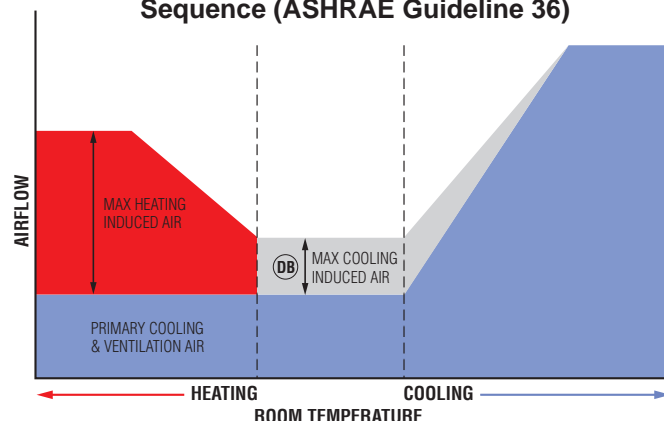 Sequence (ASHRAE Guideline 36)
AIRFLOW
MAX HEATING
INDUCED AIR
DB
MAX COOLING
INDUCED AIR
PRIMARY COOLING
& VENTILATION AIR
HEATING
COOLING
ROOM TEMPERATURE